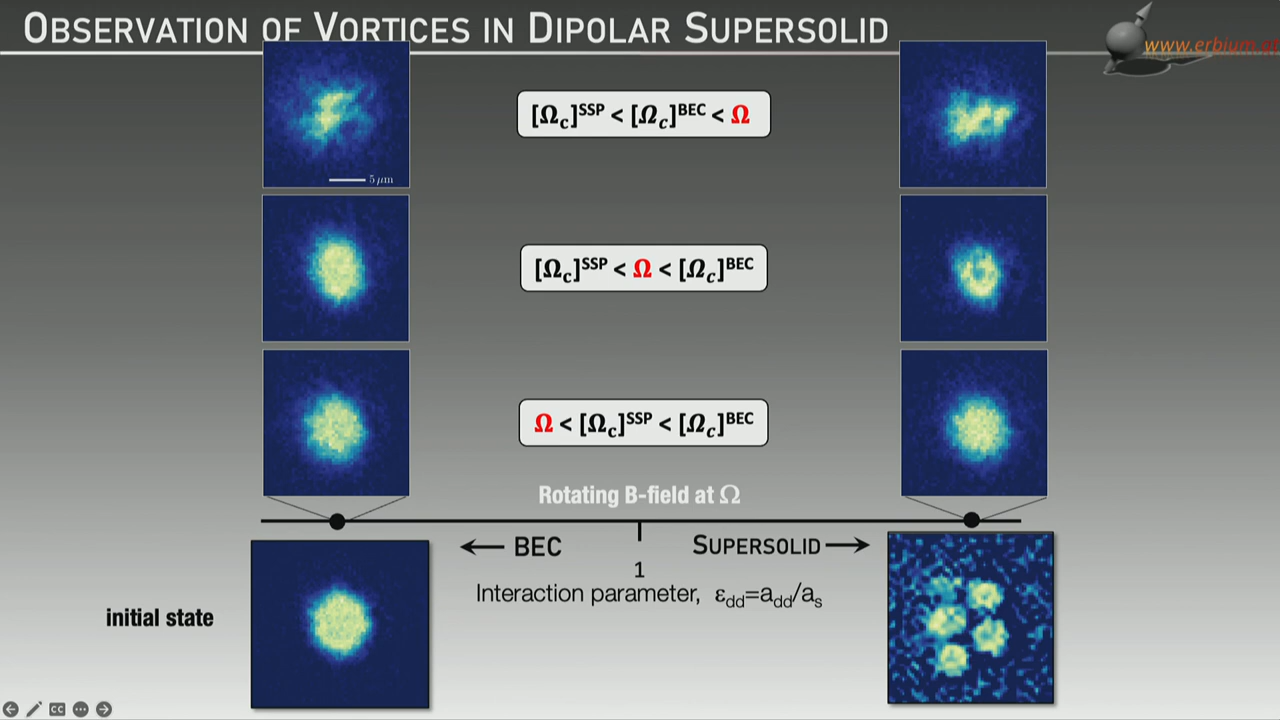 OBSERVATION OF VORTICES IN DIPOLAR SUPERSOLID
www.erbium.at
[Ωc]SSP < [Ωc]BEC < Ω
5 μm
[Ωc]SSP < Ω < [Ωc]BEC
Ω < [Ωc]SSP < [Ωc]BEC
Rotating B-field at Ω
← BEC
SUPERSOLID →
1
Interaction parameter, εdd=add/as
initial state
CC